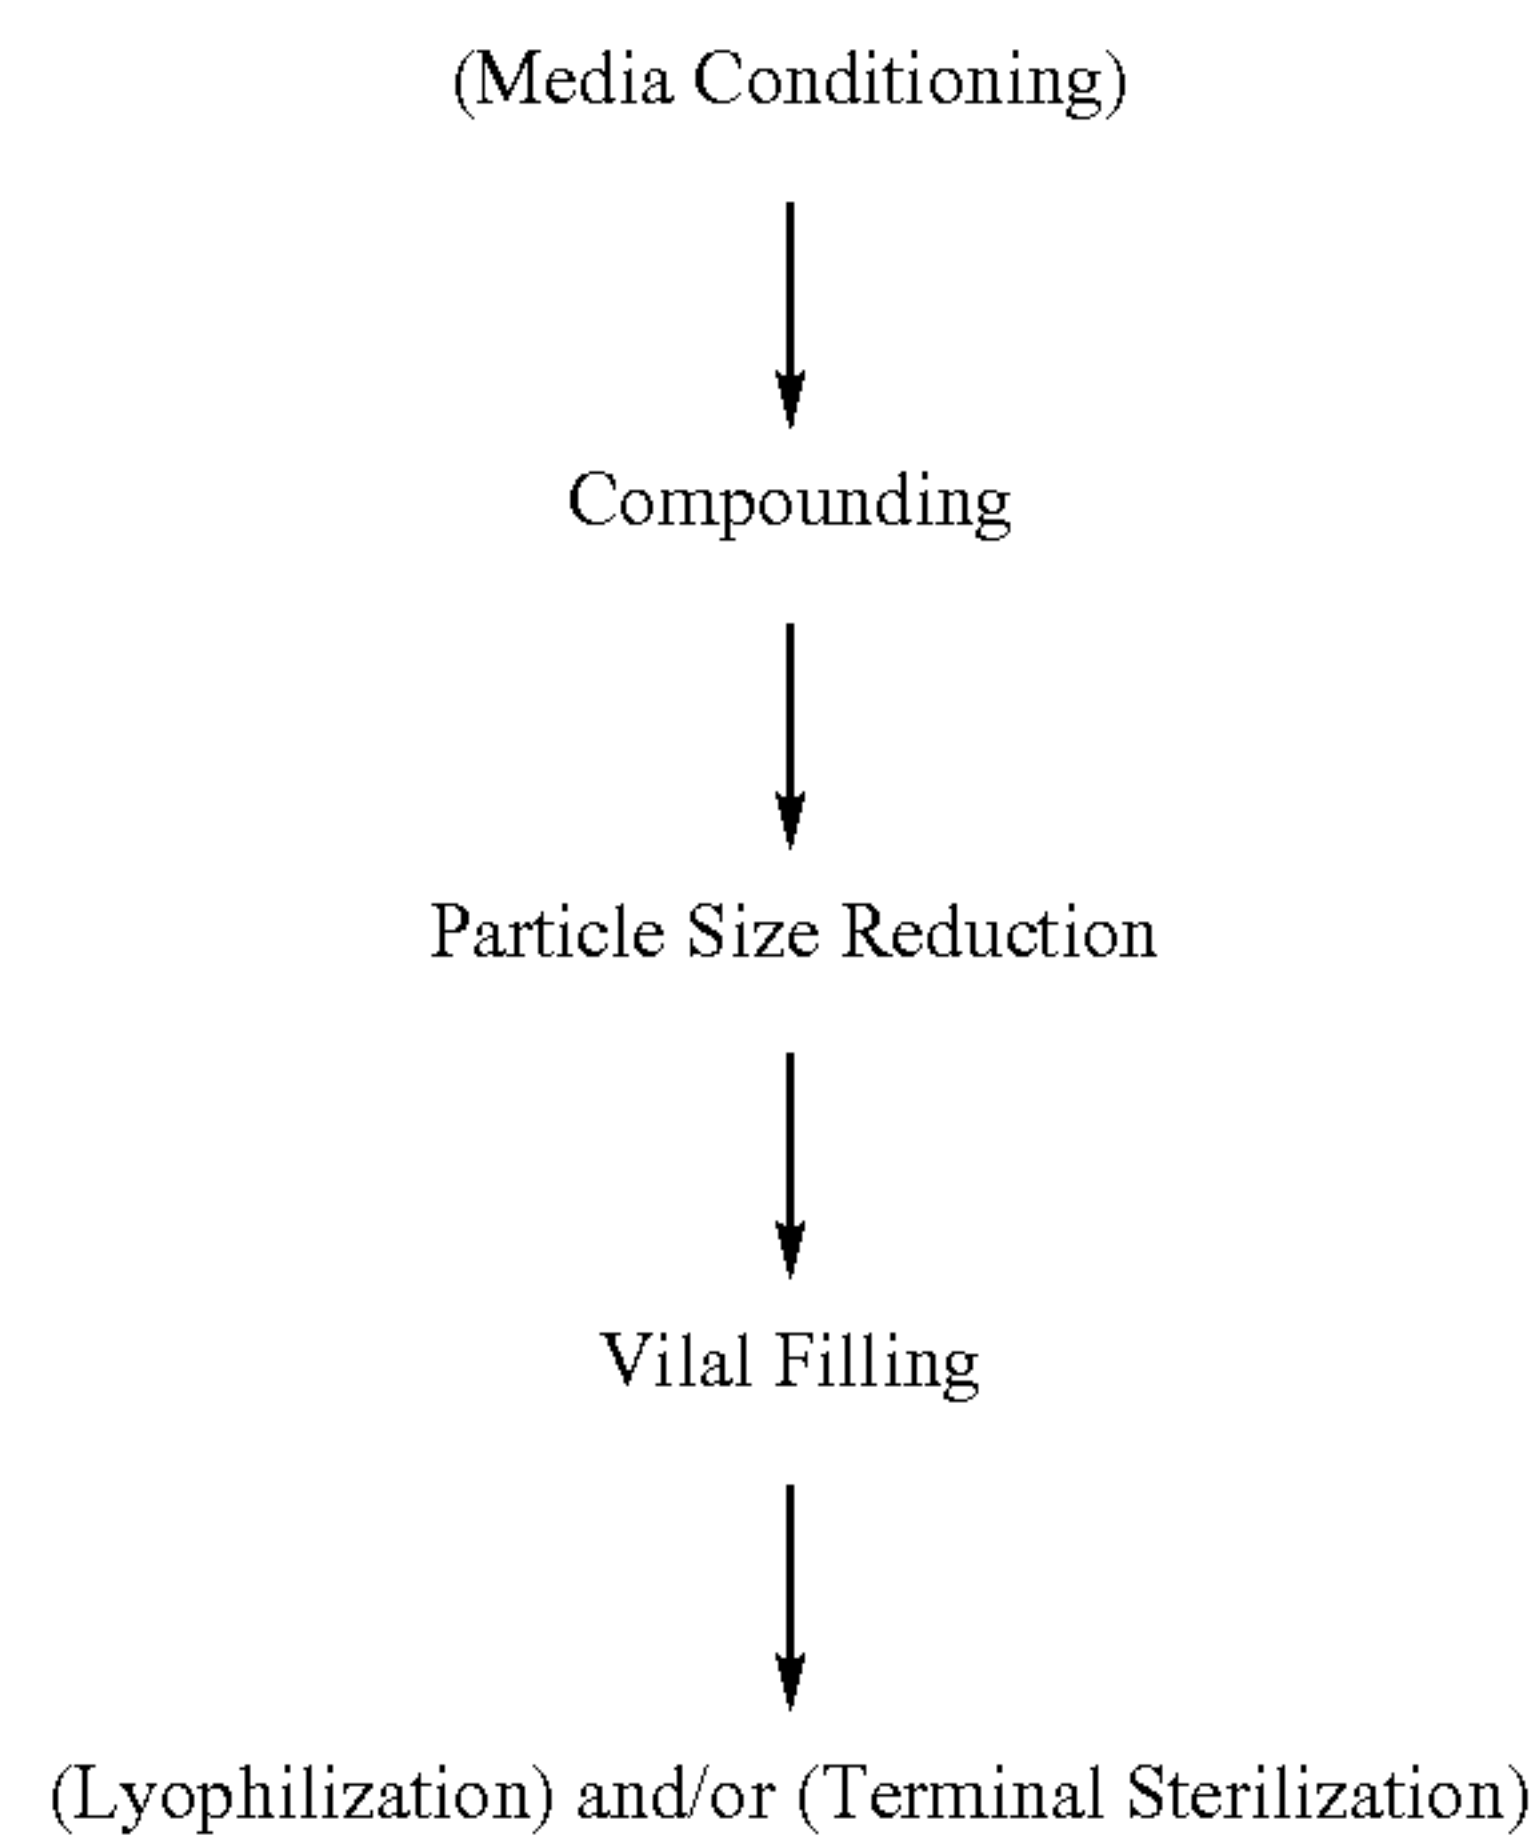 (Media Conditioning)
Compounding
Particle Size Reduction
Vilal Filling
(Lyophilization) and/or (Terminal Sterilization)